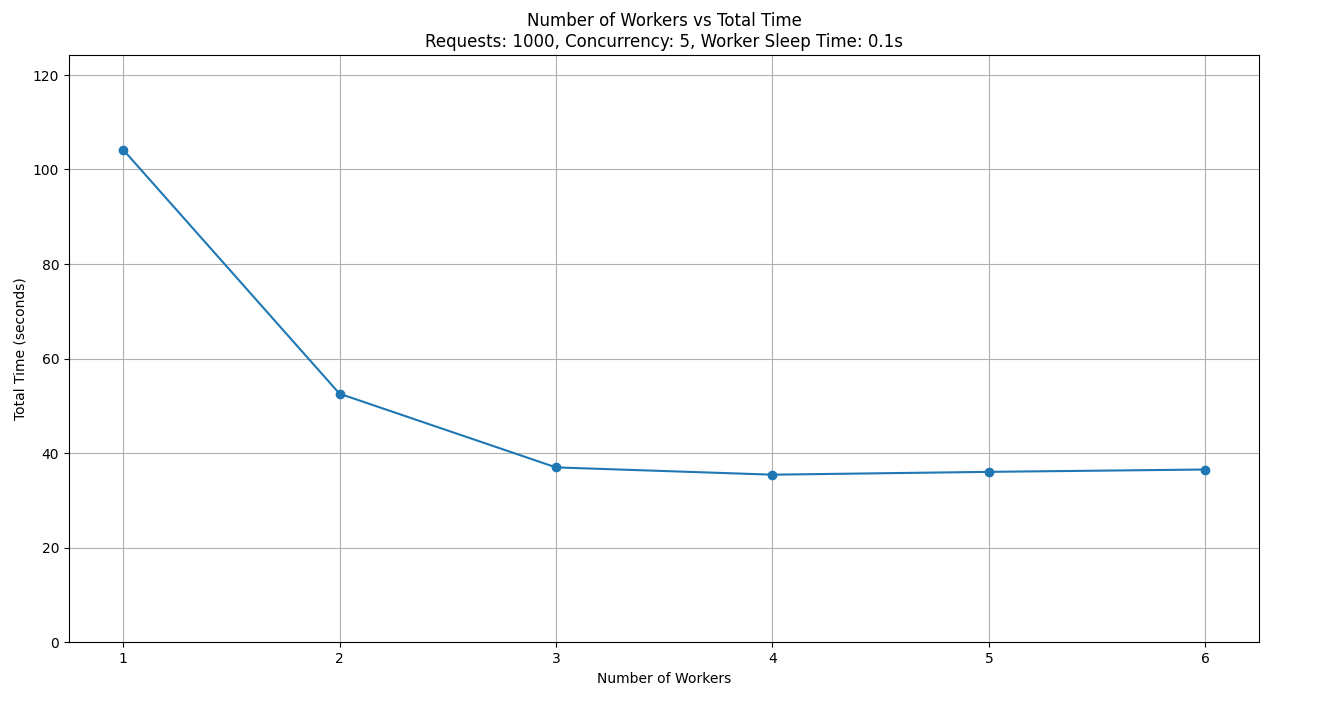 Number of Workers vs Total Time
Requests: 1000, Concurrency: 5, Worker Sleep Time: 0.1s
Total Time (seconds)
120
100
80
60
40
20
0
1 2 3 4 5 6
Number of Workers